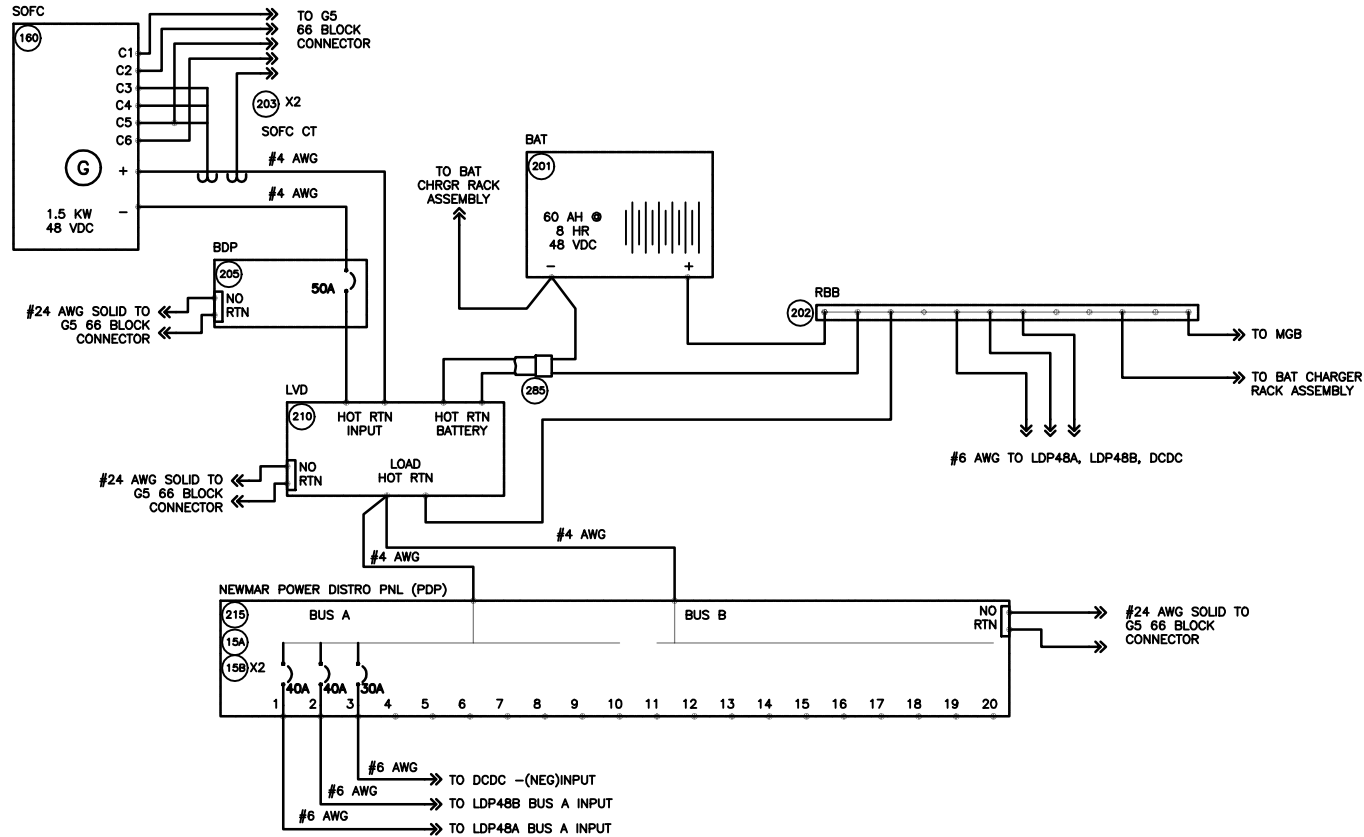 SOFC
160
C1
C2
C3
C4
C5
C6
+
−
G
1.5 KW
48 VDC
TO G5
66 BLOCK
CONNECTOR
203 X2
SOFC CT
#4 AWG
#4 AWG
BDP
205
NO
RTN
50A
#24 AWG SOLID TO
G5 66 BLOCK
CONNECTOR
TO BAT
CHRGR RACK
ASSEMBLY
BAT
201
60 AH @
8 HR
48 VDC
−
+
RBB
202
TO MGB
TO BAT CHARGER
RACK ASSEMBLY
#6 AWG TO LDP48A, LDP48B, DCDC
285
LVD
210
HOT RTN
INPUT
HOT RTN
BATTERY
LOAD
HOT RTN
NO
RTN
#24 AWG SOLID TO
G5 66 BLOCK
CONNECTOR
#4 AWG
#4 AWG
NEWMAR POWER DISTRO PNL (PDP)
215
15A
15B X2
BUS A
BUS B
NO
RTN
#24 AWG SOLID TO
G5 66 BLOCK
CONNECTOR
40A
40A
30A
1 2 3 4 5 6 7 8 9 10 11 12 13 14 15 16 17 18 19 20
#6 AWG
TO DCDC −(NEG)INPUT
#6 AWG
TO LDP48B BUS A INPUT
#6 AWG
TO LDP48A BUS A INPUT